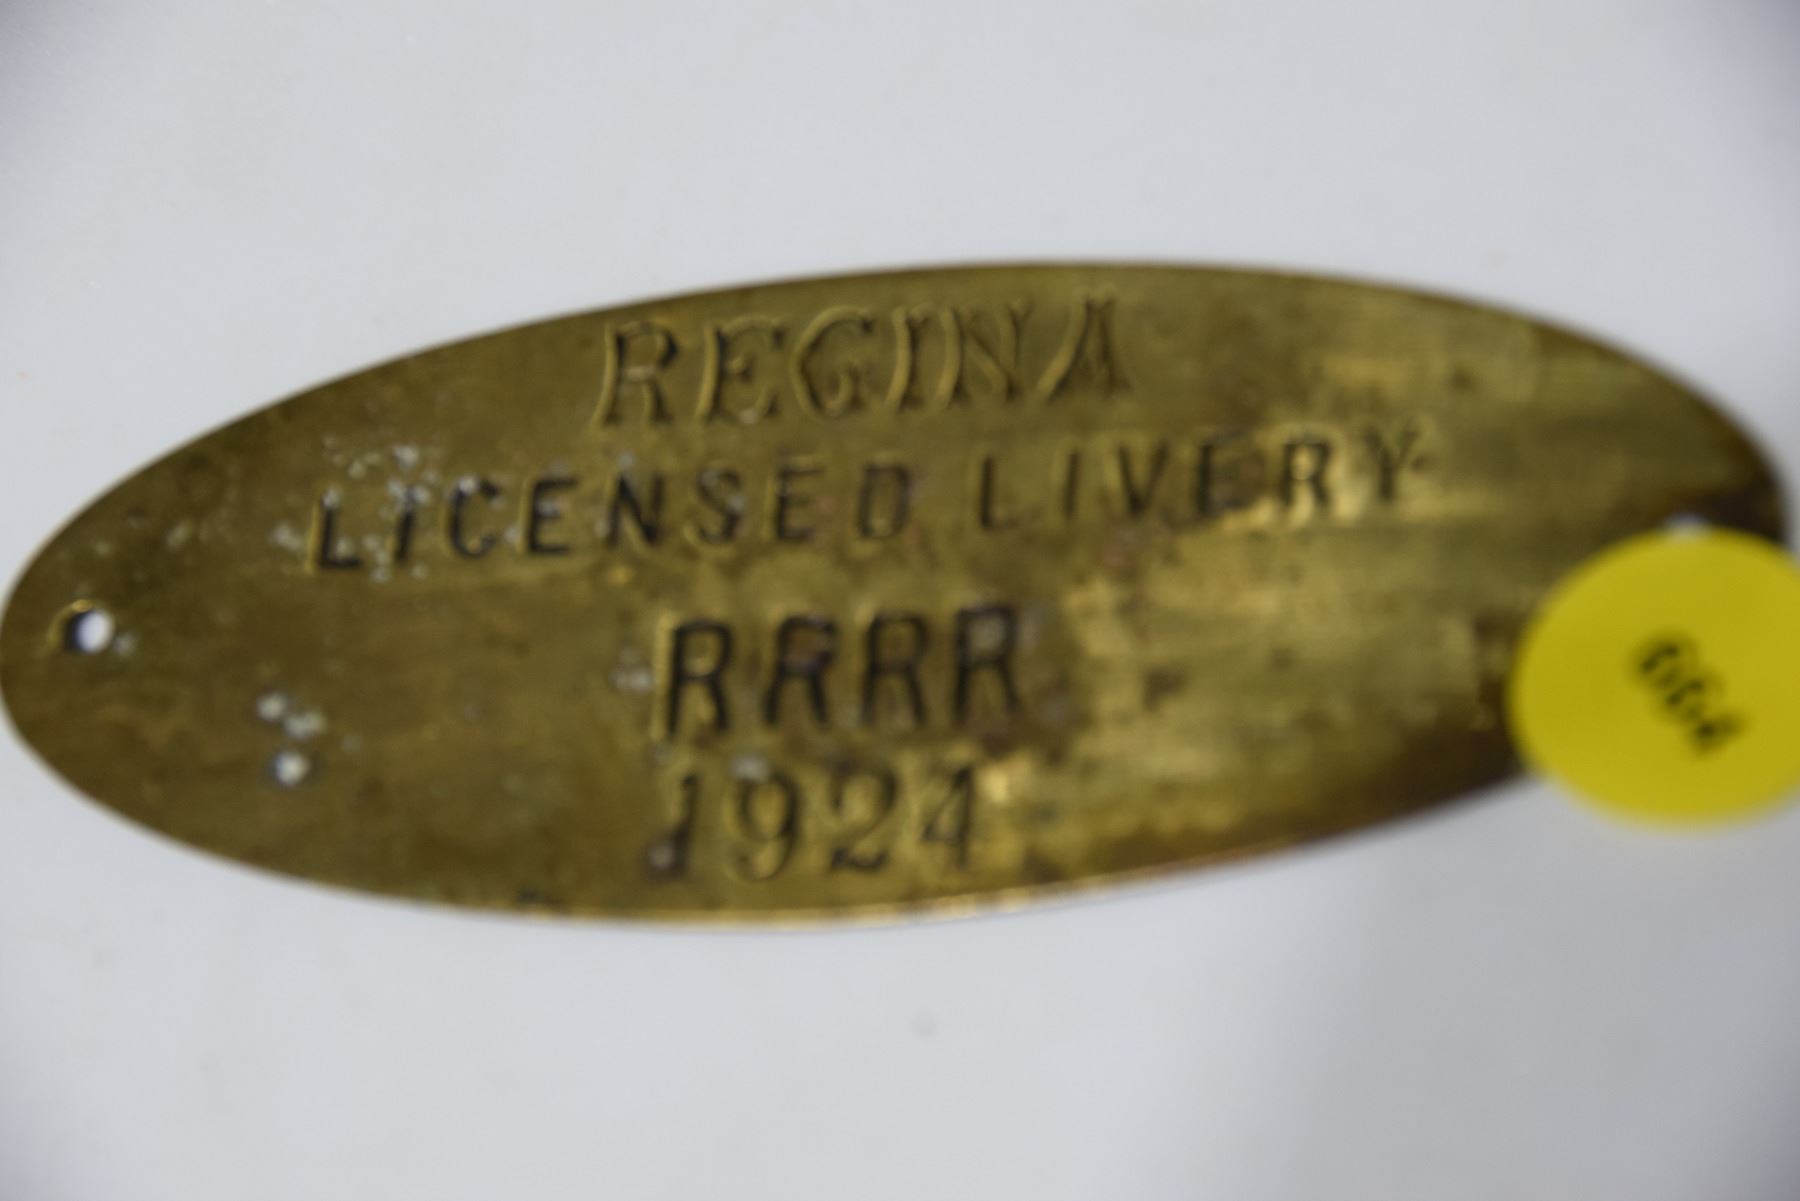 REGINA
LICENSED LIVERY
RRRR
1924